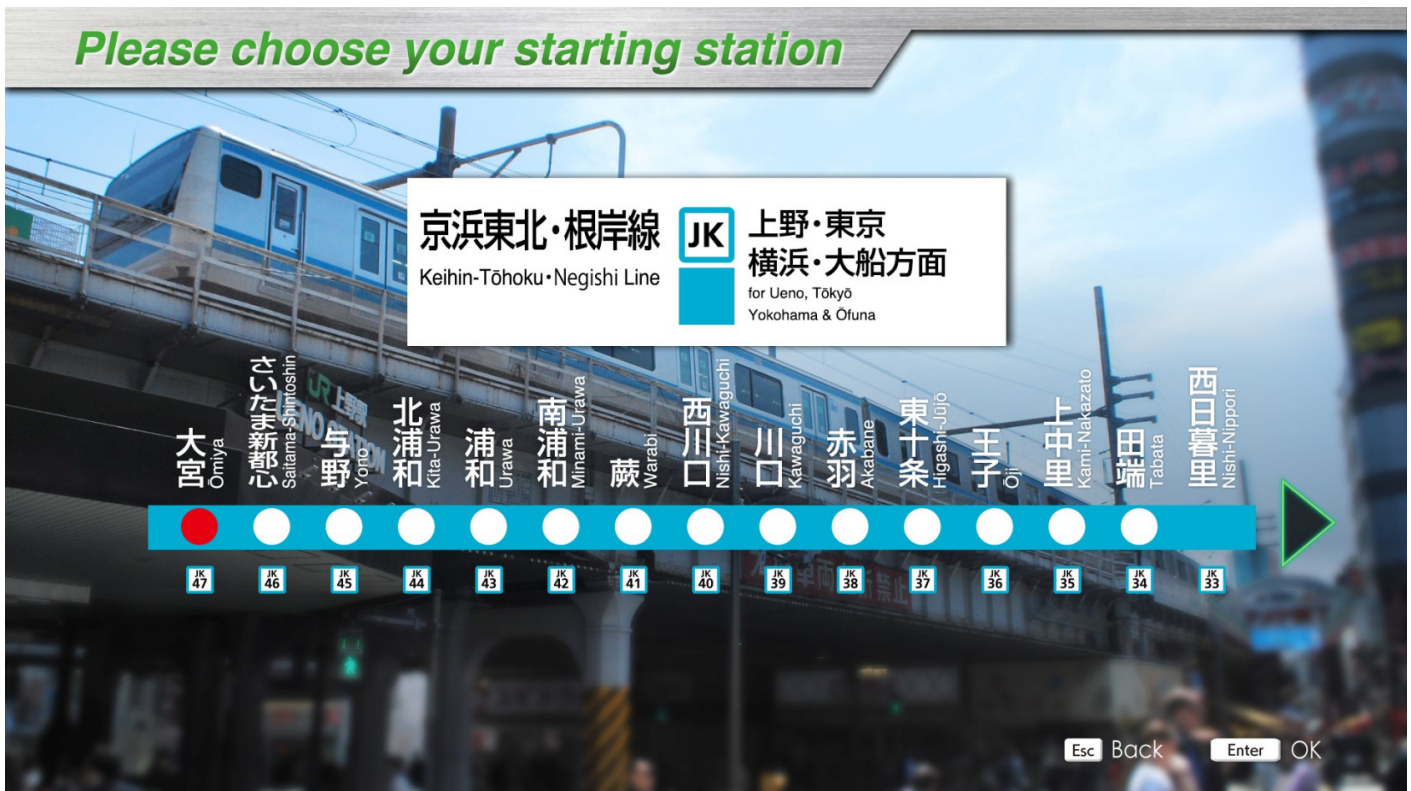 Please choose your starting station
京浜東北・根岸線
Keihin-Tōhoku・Negishi Line
JK
上野・東京
横浜・大船方面
for Ueno, Tōkyō
Yokohama & Ōfuna
大宮
Ōmiya
さいたま新都心
Saitama-Shintoshin
与野
Yono
北浦和
Kita-Urawa
浦和
Urawa
南浦和
Minami-Urawa
蕨
Warabi
西川口
Nishi-Kawaguchi
川口
Kawaguchi
赤羽
Akabane
東十条
Higashi-Jūjō
王子
Ōji
上中里
Kami-Nakazato
田端
Tabata
西日暮里
Nishi-Nippori
JR 上野駅
UENO STATION
JK 47
JK 46
JK 45
JK 44
JK 43
JK 42
JK 41
JK 40
JK 39
JK 38
JK 37
JK 36
JK 35
JK 34
JK 33
Esc Back
Enter OK